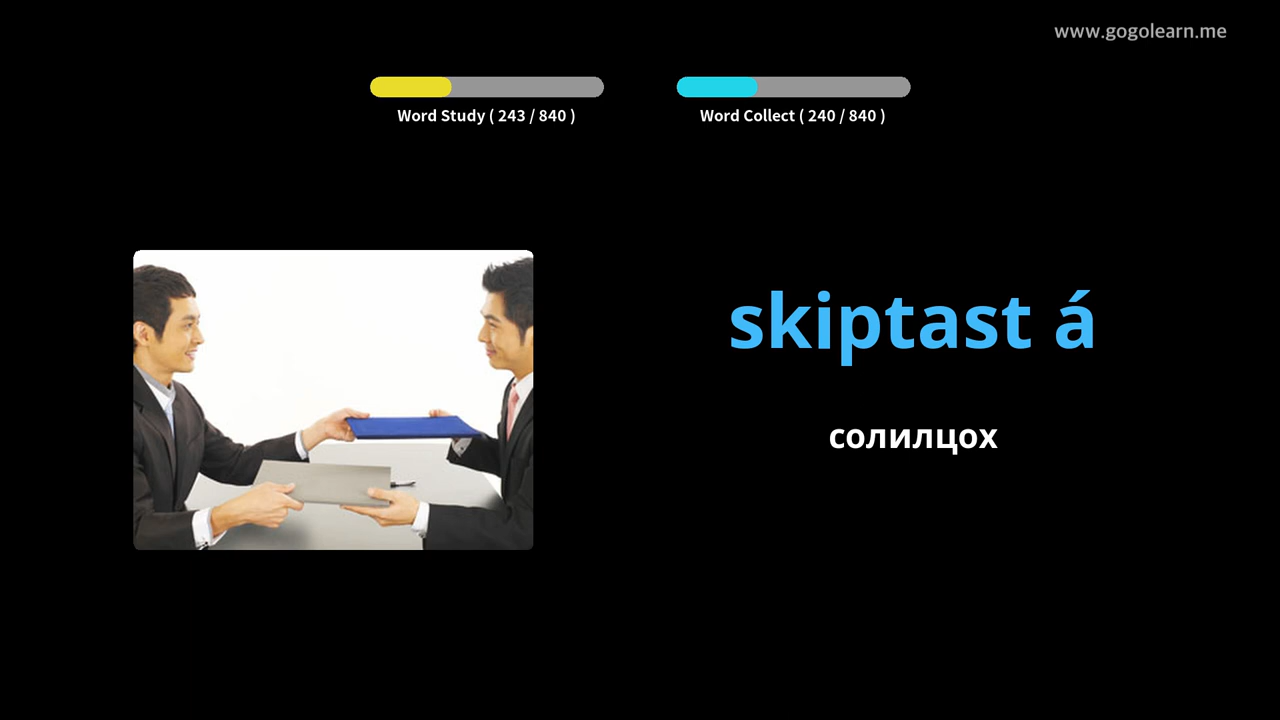 www.gogolearn.me
Word Study ( 243 / 840 )
Word Collect ( 240 / 840 )
skiptast á
солилцох